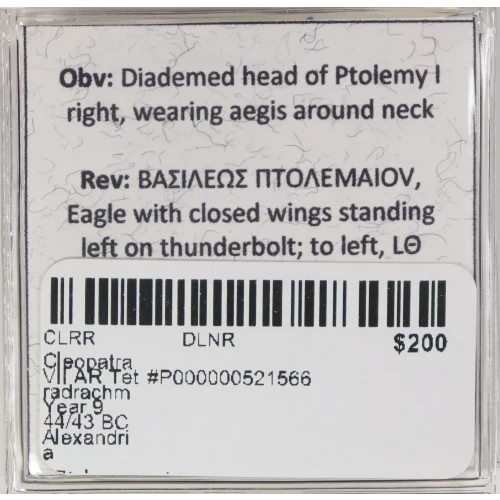 Obv: Diademed head of Ptolemy I
right, wearing aegis around neck
Rev: ΒΑΣΙΛΕΩΣ ΠΤΟΛΕΜΑΙΟV,
Eagle with closed wings standing
left on thunderbolt; to left, LΘ
CLRR DLNR $200
Cleopatra
VII AR Tet #P000000521566
radrachm
Year 9
44/43 BC
Alexandri
a